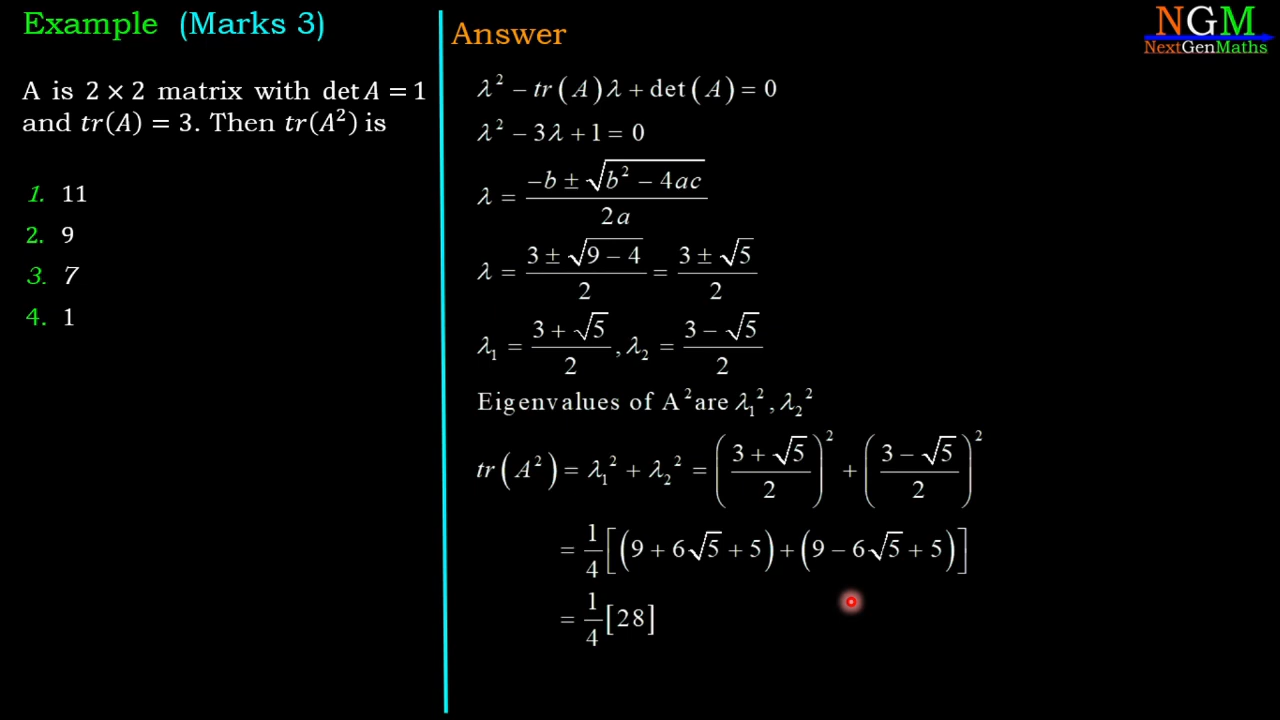 Example (Marks 3)
A is 2 × 2 matrix with det A = 1
and tr(A) = 3. Then tr(A²) is
1. 11
2. 9
3. 7
4. 1
Answer
λ² − tr(A)λ + det(A) = 0
λ² − 3λ + 1 = 0
λ = (−b ± √(b² − 4ac)) / 2a
λ = (3 ± √(9 − 4)) / 2 = (3 ± √5) / 2
λ₁ = (3 + √5) / 2, λ₂ = (3 − √5) / 2
Eigenvalues of A² are λ₁², λ₂²
tr(A²) = λ₁² + λ₂² = ((3 + √5) / 2)² + ((3 − √5) / 2)²
= 1/4 [(9 + 6√5 + 5) + (9 − 6√5 + 5)]
= 1/4 [28]
NGM
NextGenMaths